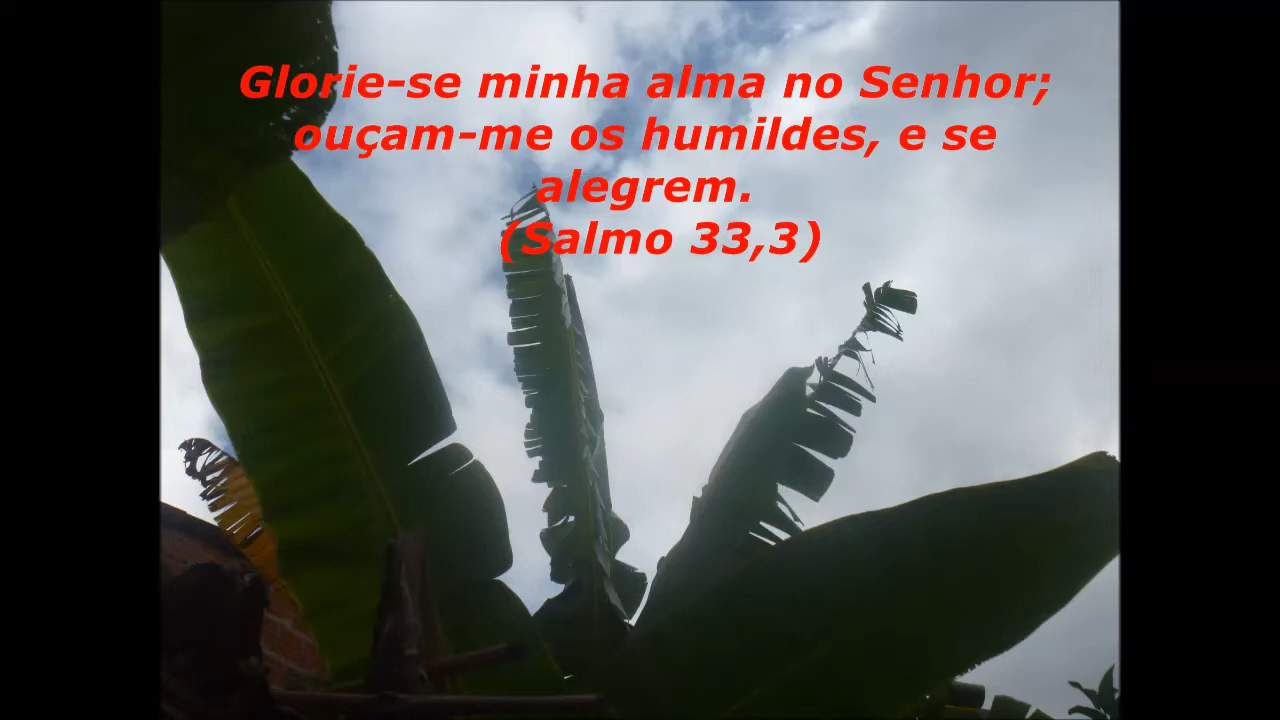 Glorie-se minha alma no Senhor;
ouçam-me os humildes, e se
alegrem.
(Salmo 33,3)